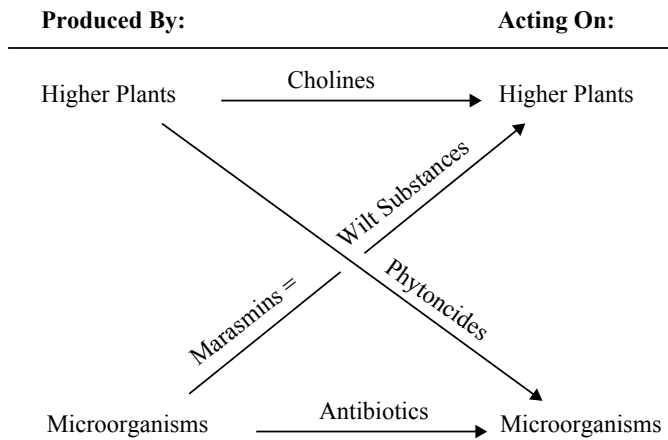 Produced By: Acting On:
Cholines
Higher Plants Higher Plants
Wilt Substances
Marasmins =
Phytoncides
Antibiotics
Microorganisms Microorganisms